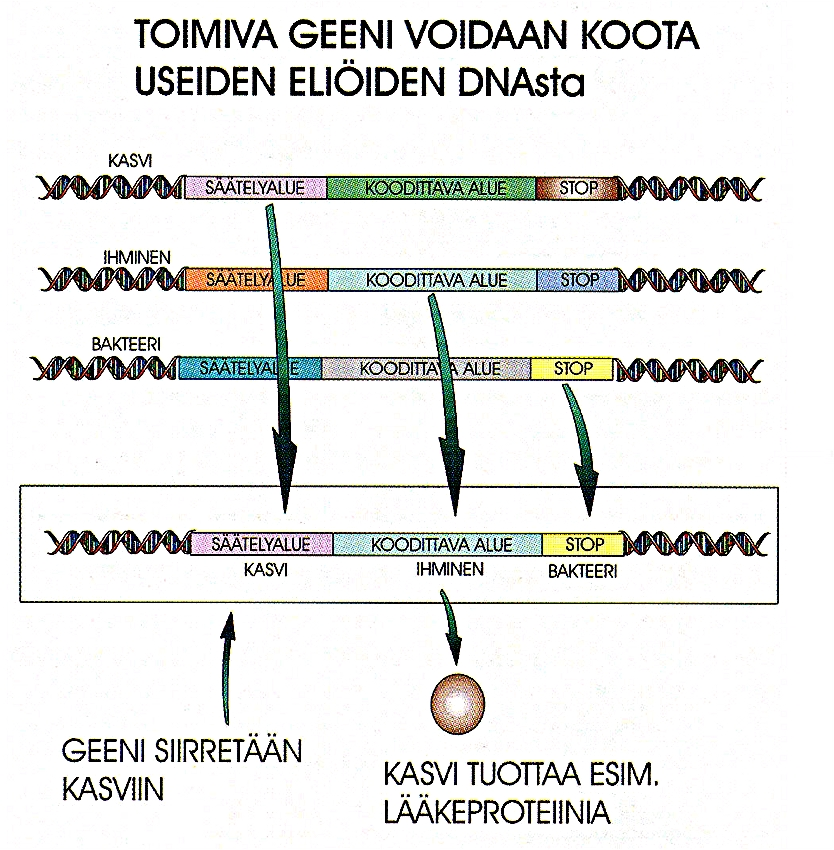 TOIMIVA GEENI VOIDAAN KOOTA
USEIDEN ELIÖIDEN DNAsta
KASVI
SÄÄTELYALUE KOODITTAVA ALUE STOP
IHMINEN
SÄÄTELYALUE KOODITTAVA ALUE STOP
BAKTEERI
SÄÄTELYALUE KOODITTAVA ALUE STOP
SÄÄTELYALUE KOODITTAVA ALUE STOP
KASVI IHMINEN BAKTEERI
GEENI SIIRRETÄÄN
KASVIIN
KASVI TUOTTAA ESIM.
LÄÄKEPROTEIINIA